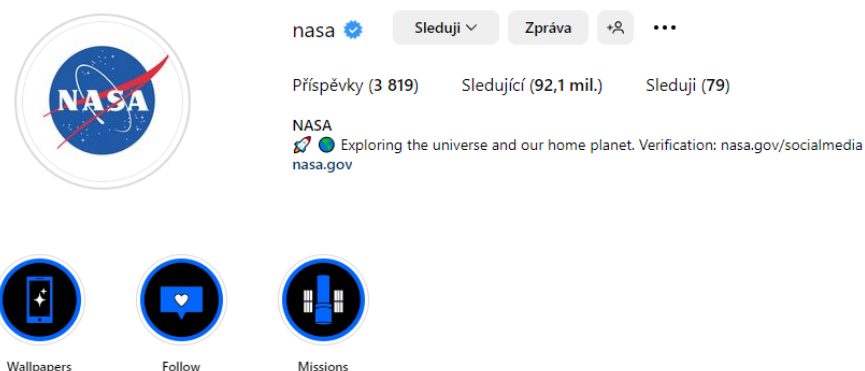 nasa Sleduji Zpráva
Příspěvky (3 819) Sledující (92,1 mil.) Sleduji (79)
NASA
NASA
🚀 🌎 Exploring the universe and our home planet. Verification: nasa.gov/socialmedia
nasa.gov
Wallpapers Follow Missions